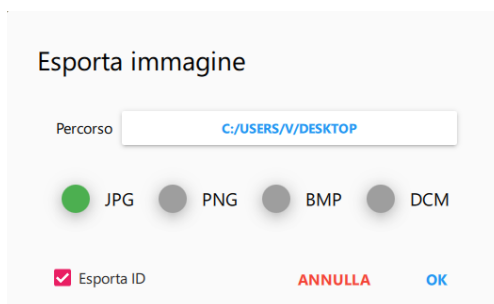 Esporta immagine
Percorso C:/USERS/V/DESKTOP
JPG PNG BMP DCM
Esporta ID ANNULLA OK